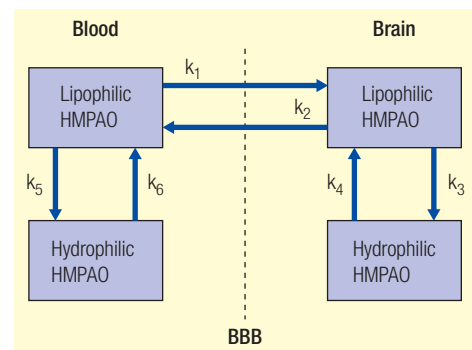 Blood
Brain
k1
Lipophilic
HMPAO
Lipophilic
HMPAO
k2
k5
k6
k4
k3
Hydrophilic
HMPAO
Hydrophilic
HMPAO
BBB